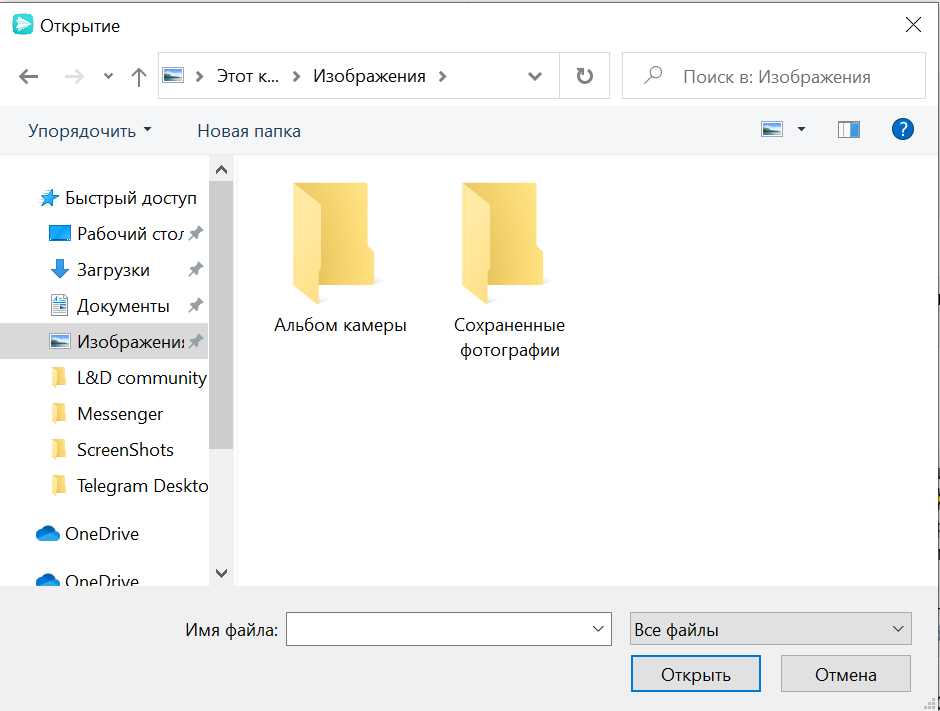 Открытие
Этот к... Изображения
Поиск в: Изображения
Упорядочить
Новая папка
?
Быстрый доступ
Рабочий стол
Загрузки
Документы
Изображения
L&D community
Messenger
ScreenShots
Telegram Deskto
OneDrive
OneDrive
Альбом камеры
Сохраненные
фотографии
Имя файла:
Все файлы
Открыть
Отмена